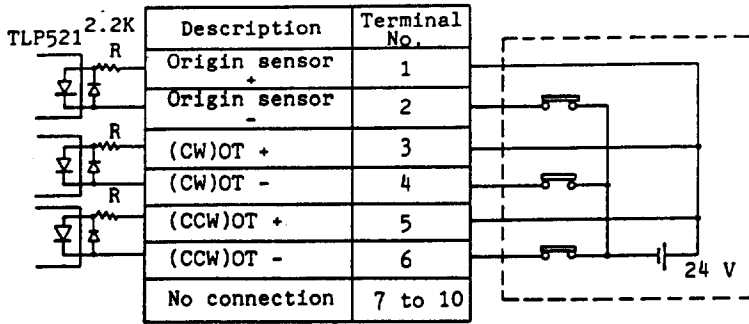 TLP521
2.2K
R
R
R
Description Terminal No.
Origin sensor + 1
Origin sensor - 2
(CW)OT + 3
(CW)OT - 4
(CCW)OT + 5
(CCW)OT - 6
No connection 7 to 10
24 V